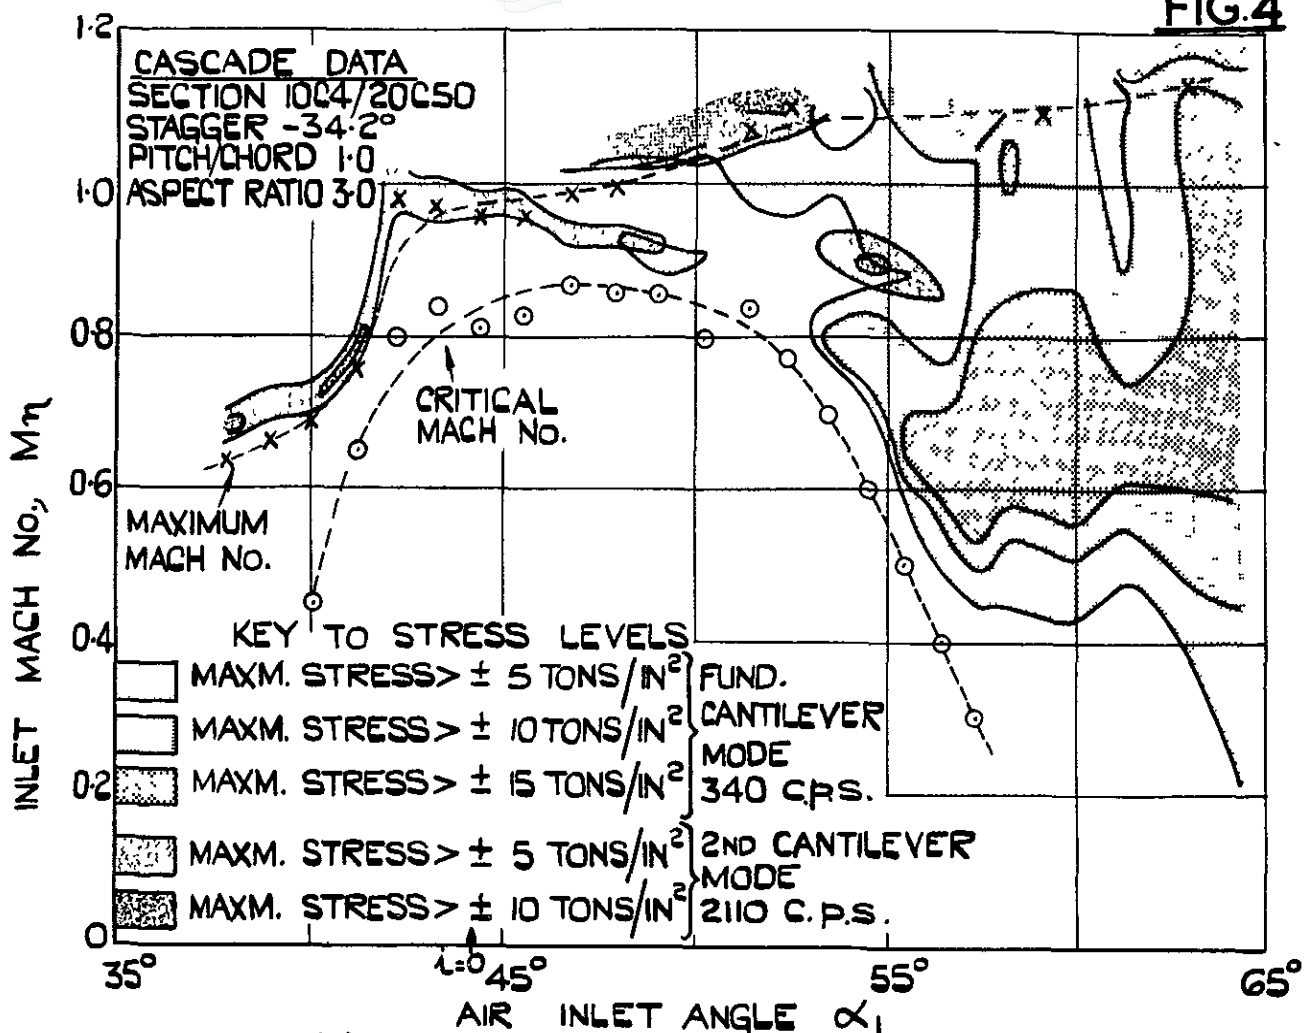 FIG.4
1.2
CASCADE DATA
SECTION 10C4/20C50
STAGGER -34.2°
PITCH/CHORD 1.0
ASPECT RATIO 3.0
1.0
0.8
0.6
0.4
0.2
0
INLET MACH NO., Mη
CRITICAL
MACH NO.
MAXIMUM
MACH NO.
KEY TO STRESS LEVELS
MAXM. STRESS > ± 5 TONS/IN²
MAXM. STRESS > ± 10 TONS/IN²
MAXM. STRESS > ± 15 TONS/IN²
FUND.
CANTILEVER
MODE
340 C.P.S.
MAXM. STRESS > ± 5 TONS/IN²
MAXM. STRESS > ± 10 TONS/IN²
2ND CANTILEVER
MODE
2110 C.P.S.
35°
i=0
45°
55°
65°
AIR INLET ANGLE α₁